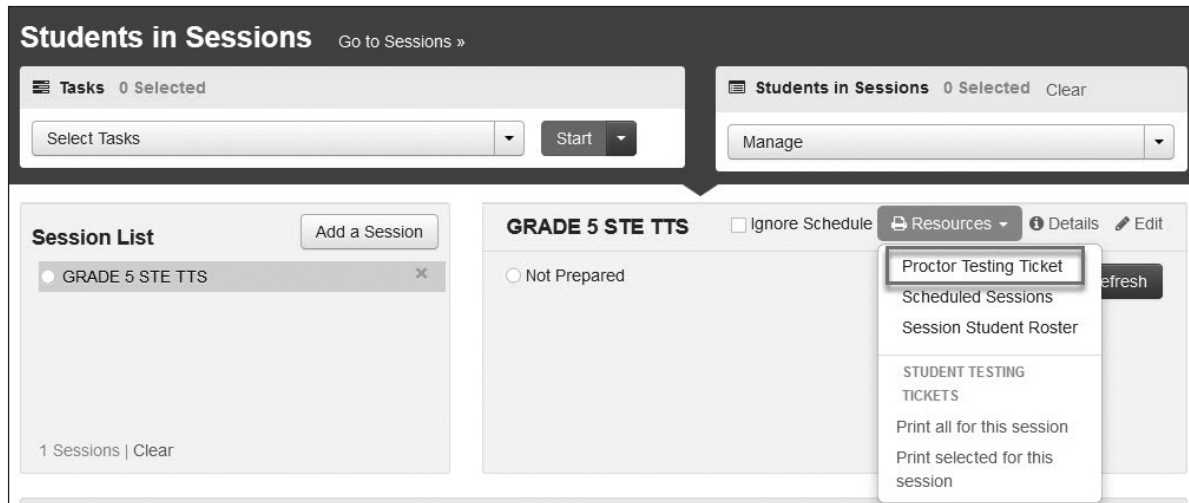 Students in Sessions Go to Sessions »
Tasks 0 Selected
Select Tasks
Start
Students in Sessions 0 Selected Clear
Manage
Session List
Add a Session
GRADE 5 STE TTS
1 Sessions | Clear
GRADE 5 STE TTS
Ignore Schedule
Resources
Details
Edit
Not Prepared
efresh
Proctor Testing Ticket
Scheduled Sessions
Session Student Roster
STUDENT TESTING
TICKETS
Print all for this session
Print selected for this
session